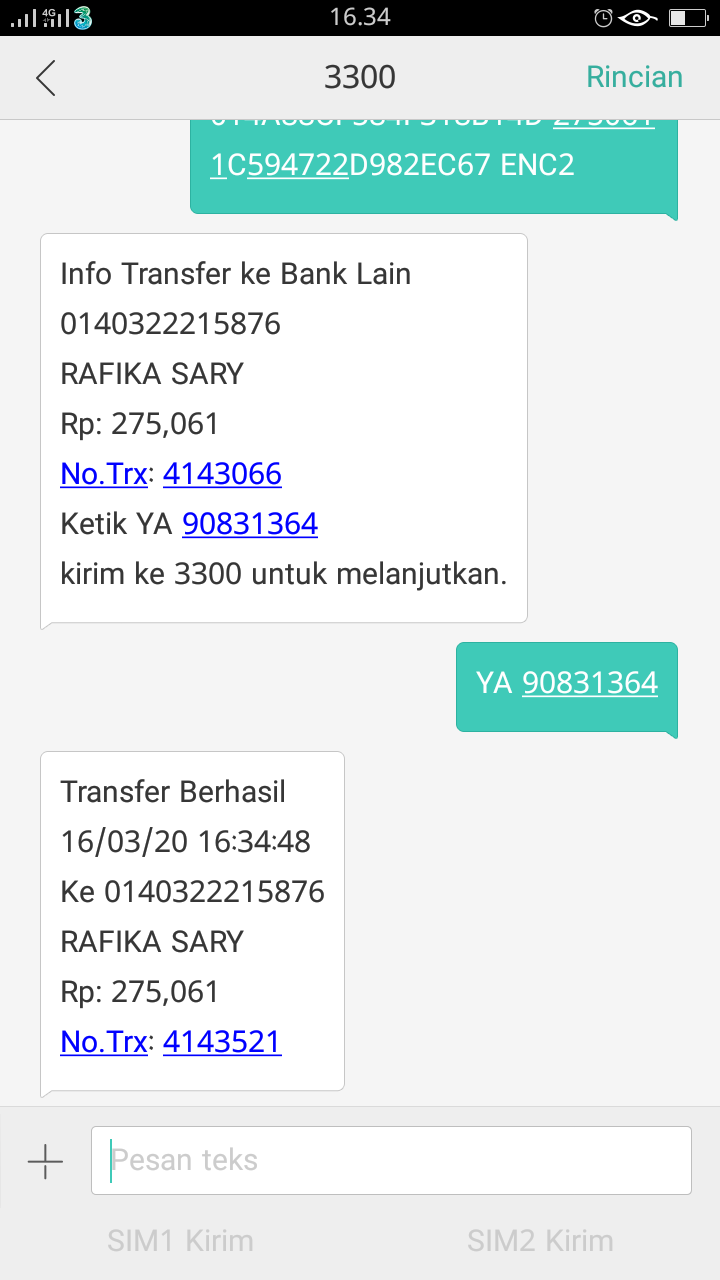 4G 3 16.34
3300 Rincian
1C594722D982EC67 ENC2
Info Transfer ke Bank Lain
0140322215876
RAFIKA SARY
Rp: 275,061
No.Trx: 4143066
Ketik YA 90831364
kirim ke 3300 untuk melanjutkan.
YA 90831364
Transfer Berhasil
16/03/20 16:34:48
Ke 0140322215876
RAFIKA SARY
Rp: 275,061
No.Trx: 4143521
Pesan teks
SIM1 Kirim SIM2 Kirim